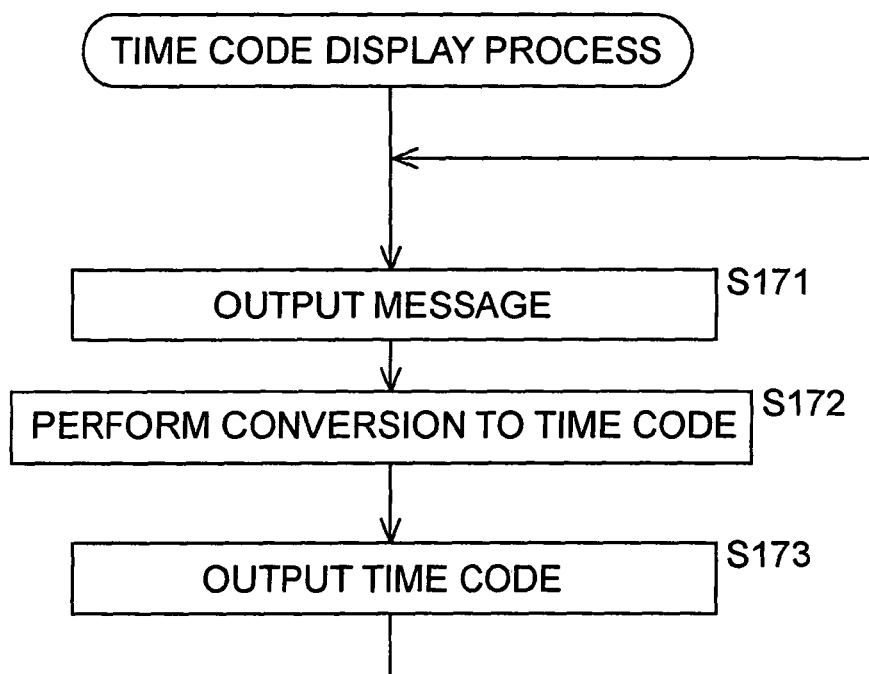 TIME CODE DISPLAY PROCESS
OUTPUT MESSAGE
S171
PERFORM CONVERSION TO TIME CODE
S172
OUTPUT TIME CODE
S173